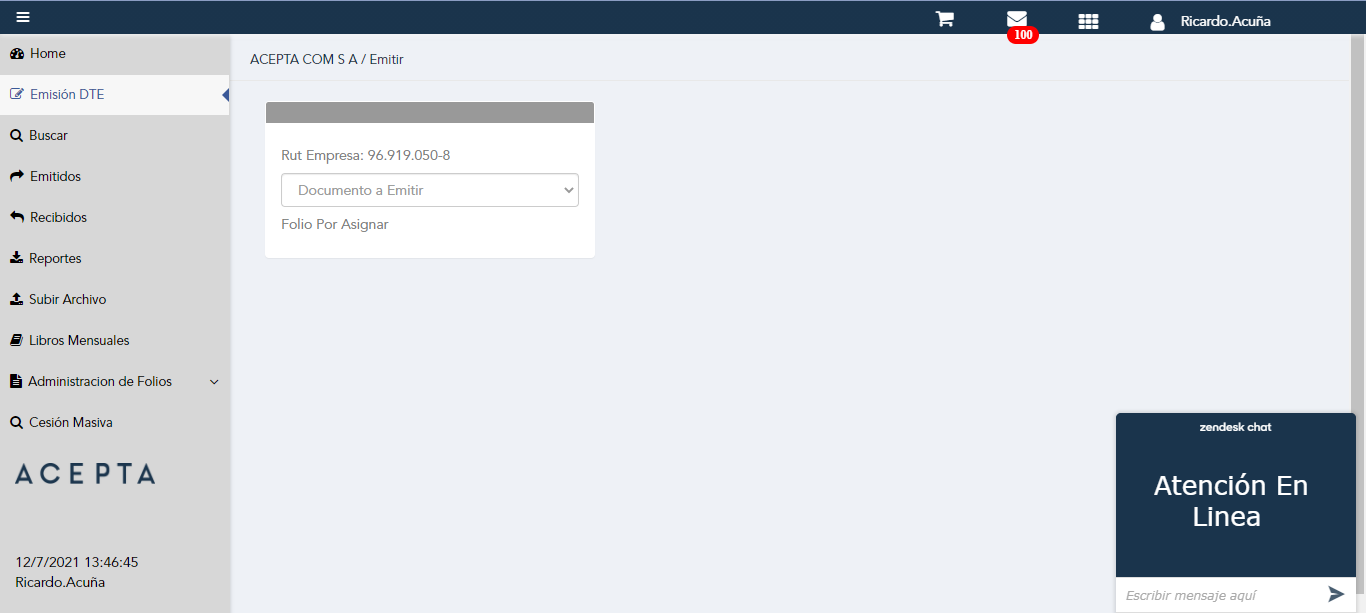 100
Ricardo.Acuña
Home
Emisión DTE
Buscar
Emitidos
Recibidos
Reportes
Subir Archivo
Libros Mensuales
Administracion de Folios
Cesión Masiva
ACEPTA
12/7/2021 13:46:45
Ricardo.Acuña
ACEPTA COM S A / Emitir
Rut Empresa: 96.919.050-8
Documento a Emitir
Folio Por Asignar
zendesk chat
Atención En
Linea
Escribir mensaje aquí